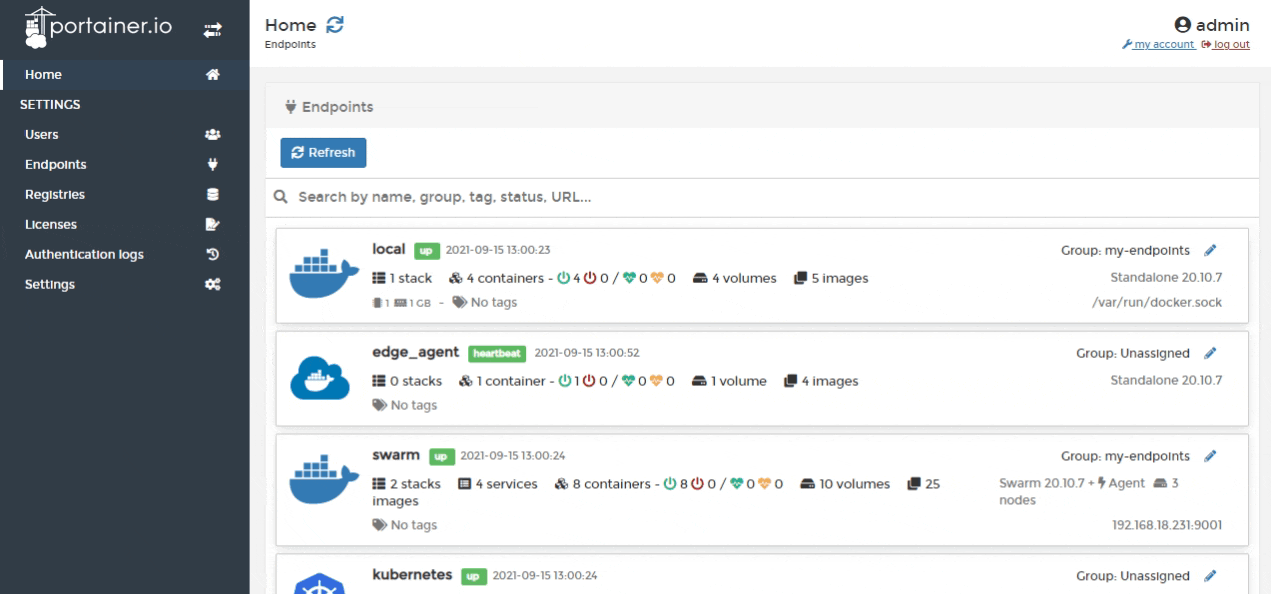 portainer.io
Home
SETTINGS
Users
Endpoints
Registries
Licenses
Authentication logs
Settings
Home
Endpoints
admin
my account log out
Endpoints
Refresh
Search by name, group, tag, status, URL...
local up 2021-09-15 13:00:23 Group: my-endpoints
1 stack 4 containers - 4 0 / 0 0 4 volumes 5 images Standalone 20.10.7
1 1 GB - No tags /var/run/docker.sock
edge_agent heartbeat 2021-09-15 13:00:52 Group: Unassigned
0 stacks 1 container - 1 0 / 0 0 1 volume 4 images Standalone 20.10.7
No tags
swarm up 2021-09-15 13:00:24 Group: my-endpoints
2 stacks 4 services 8 containers - 8 0 / 0 0 10 volumes 25 Swarm 20.10.7 + Agent 3
images nodes
No tags 192.168.18.231:9001
kubernetes up 2021-09-15 13:00:24 Group: Unassigned